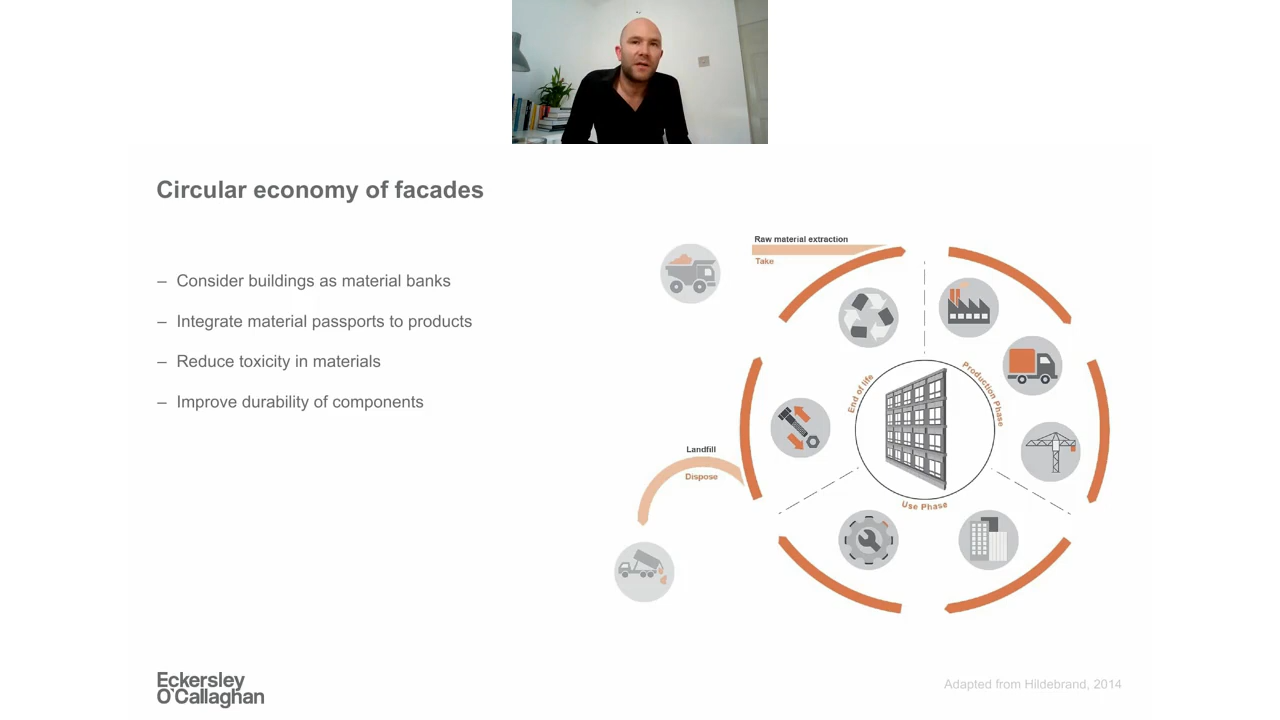 Circular economy of facades
– Consider buildings as material banks
– Integrate material passports to products
– Reduce toxicity in materials
– Improve durability of components
Raw material extraction
Take
End of life
Production Phase
Use Phase
Landfill
Dispose
Eckersley
O'Callaghan
Adapted from Hildebrand, 2014